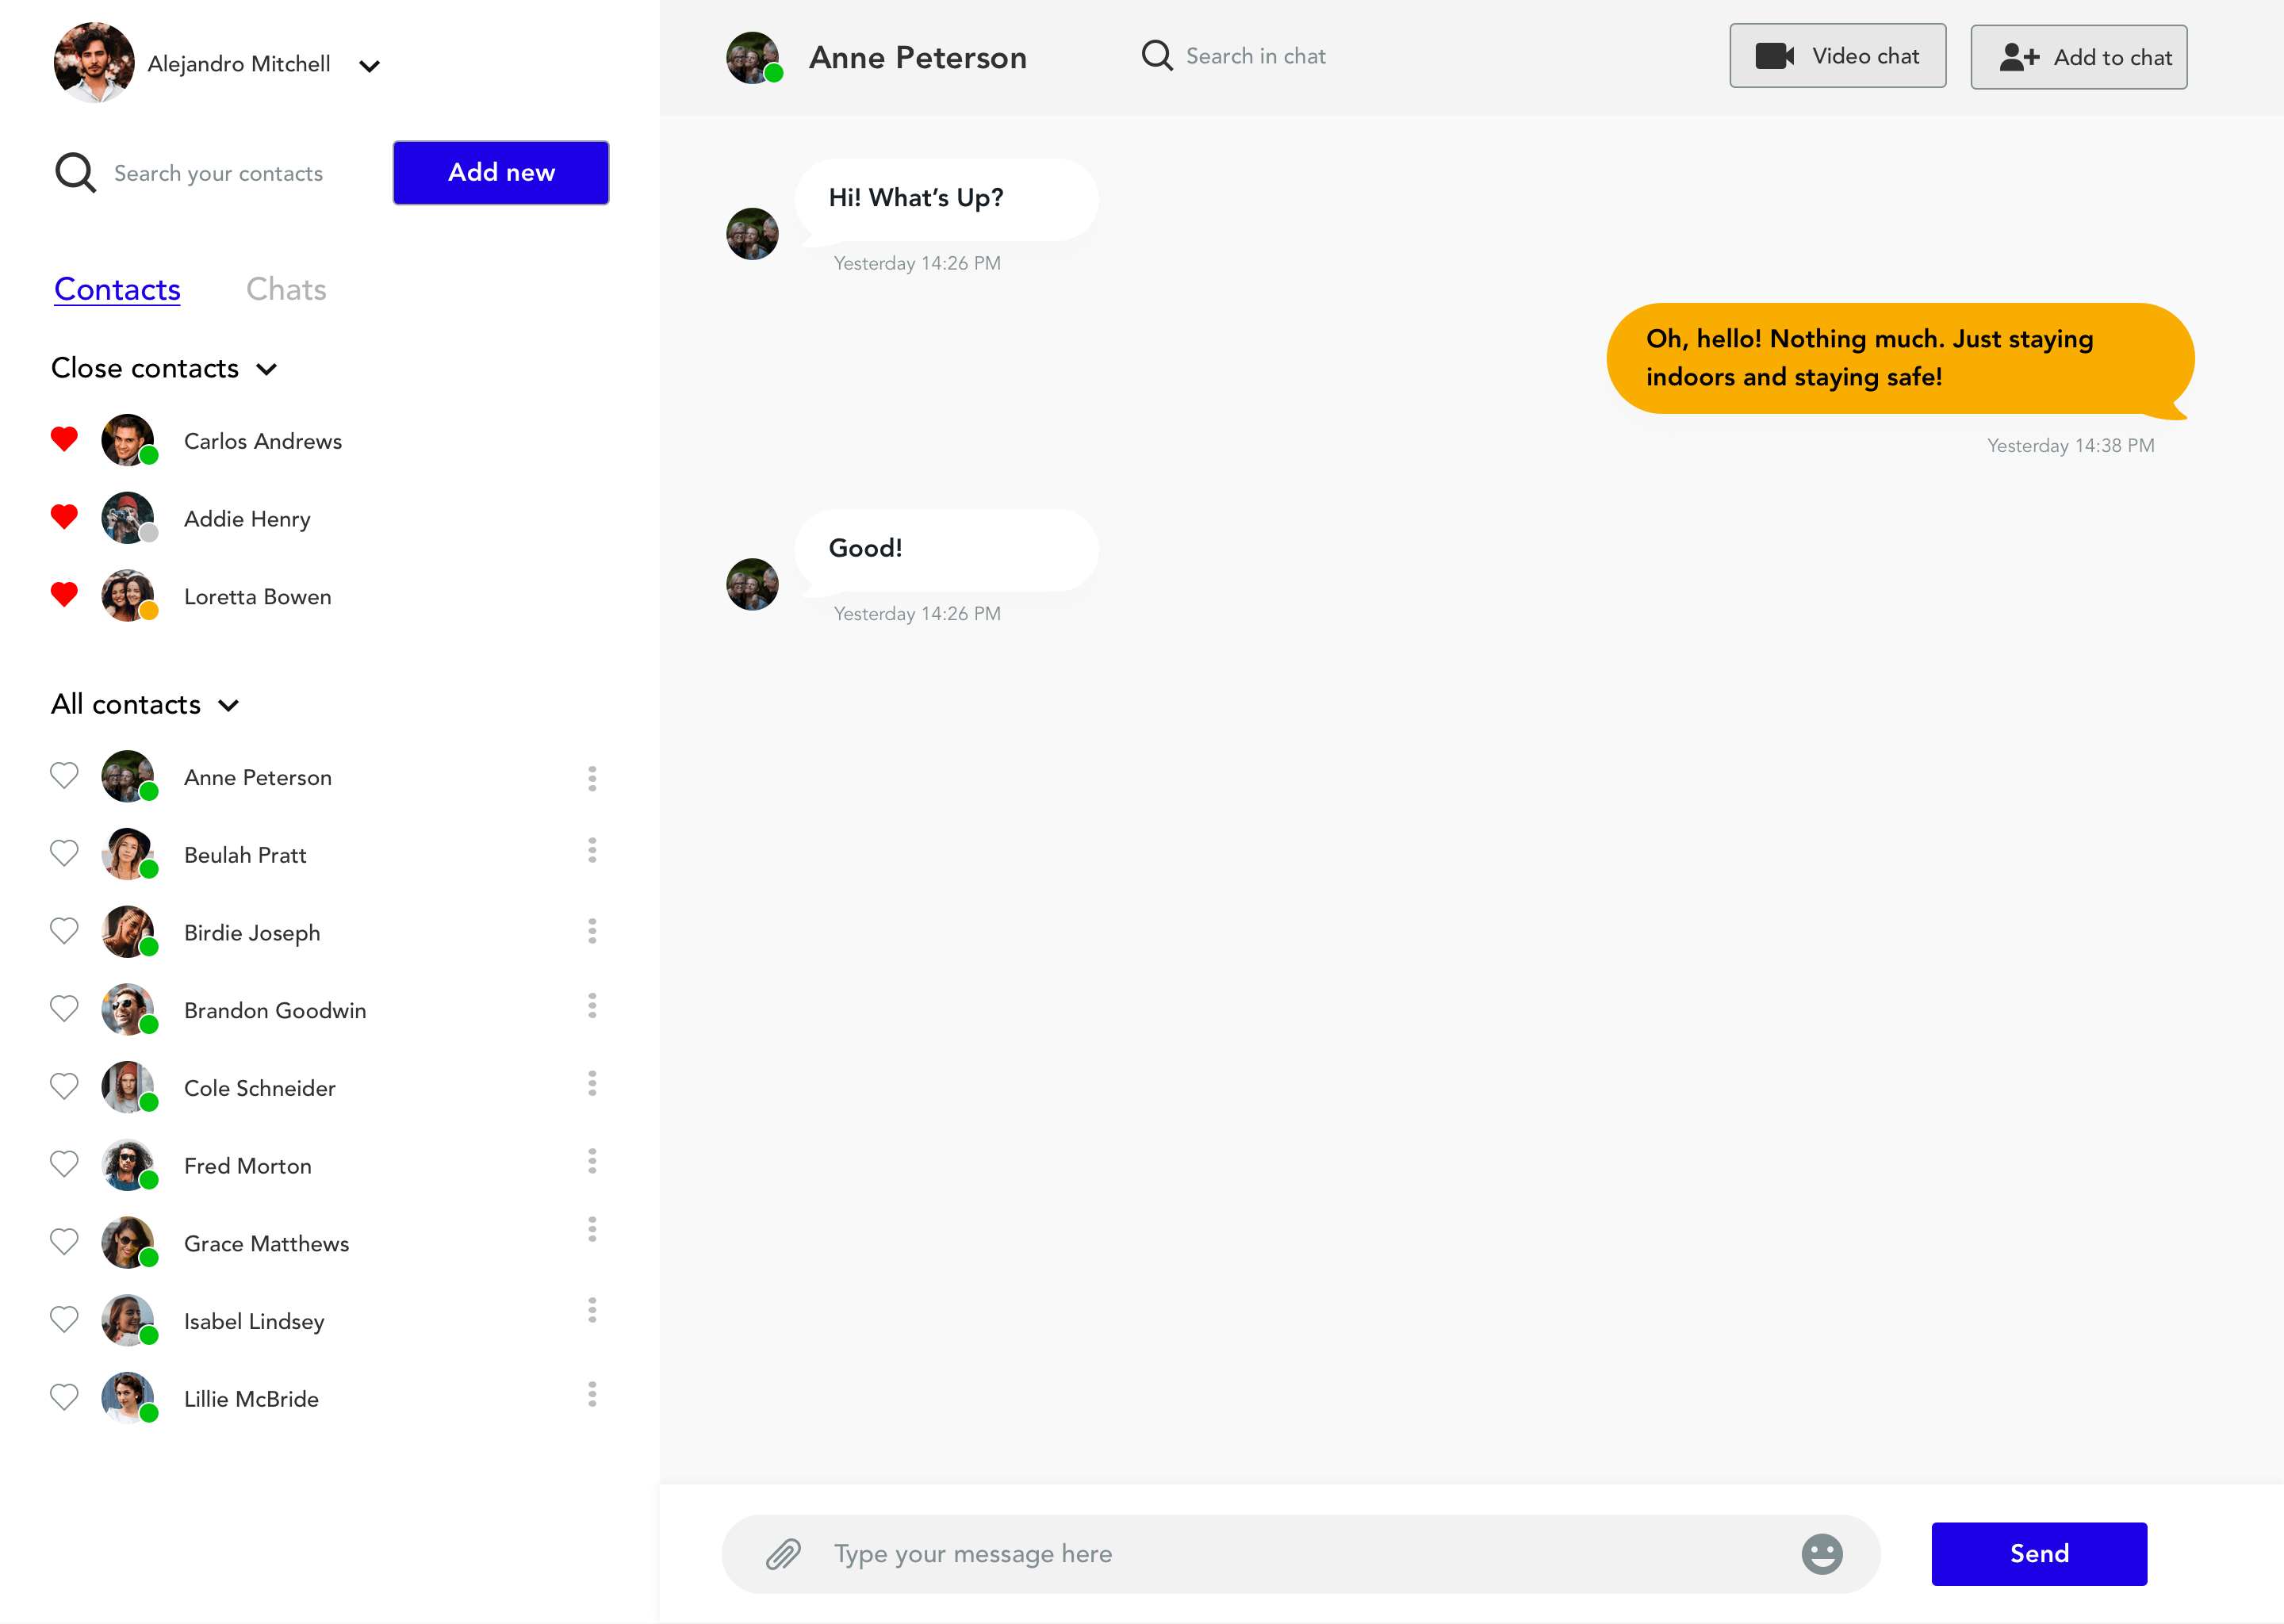 Alejandro Mitchell
Search your contacts
Add new
Contacts
Chats
Close contacts
Carlos Andrews
Addie Henry
Loretta Bowen
All contacts
Anne Peterson
Beulah Pratt
Birdie Joseph
Brandon Goodwin
Cole Schneider
Fred Morton
Grace Matthews
Isabel Lindsey
Lillie McBride
Anne Peterson
Search in chat
Video chat
Add to chat
Hi! What’s Up?
Yesterday 14:26 PM
Oh, hello! Nothing much. Just staying
indoors and staying safe!
Yesterday 14:38 PM
Good!
Yesterday 14:26 PM
Type your message here
Send